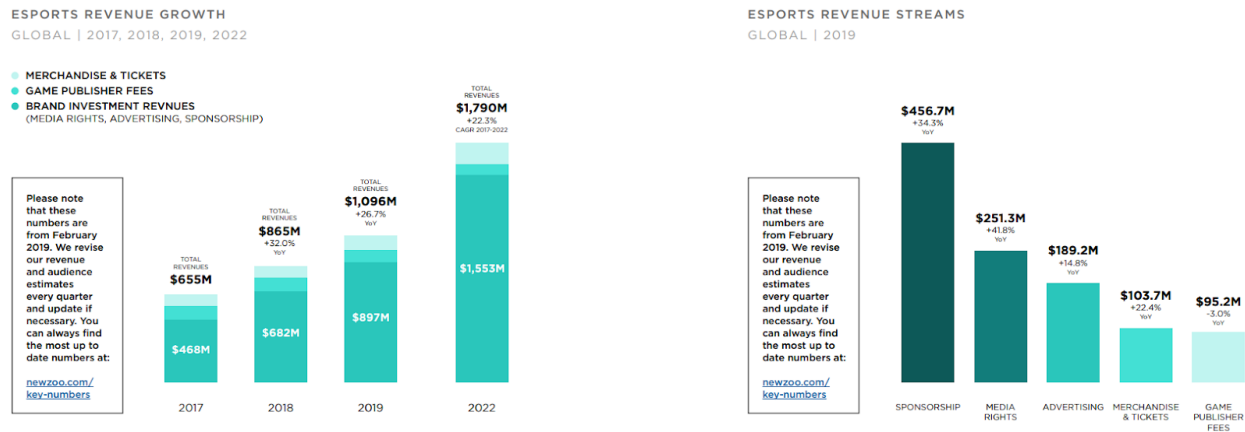 ESPORTS REVENUE GROWTH
GLOBAL | 2017, 2018, 2019, 2022
MERCHANDISE & TICKETS
GAME PUBLISHER FEES
BRAND INVESTMENT REVNUES
(MEDIA RIGHTS, ADVERTISING, SPONSORSHIP)
Please note
that these
numbers are
from February
2019. We revise
our revenue
and audience
estimates
every quarter
and update if
necessary. You
can always find
the most up to
date numbers at:
newzoo.com/
key-numbers
TOTAL
REVENUES
$655M
$468M
2017
TOTAL
REVENUES
$865M
+32.0%
YoY
$682M
2018
TOTAL
REVENUES
$1,096M
+26.7%
YoY
$897M
2019
TOTAL
REVENUES
$1,790M
+22.3%
CAGR 2017-2022
$1,553M
2022
ESPORTS REVENUE STREAMS
GLOBAL | 2019
Please note
that these
numbers are
from February
2019. We revise
our revenue
and audience
estimates
every quarter
and update if
necessary. You
can always find
the most up to
date numbers at:
newzoo.com/
key-numbers
$456.7M
+34.3%
YoY
SPONSORSHIP
$251.3M
+41.8%
YoY
MEDIA
RIGHTS
$189.2M
+14.8%
YoY
ADVERTISING
$103.7M
+22.4%
YoY
MERCHANDISE
& TICKETS
$95.2M
-3.0%
YoY
GAME
PUBLISHER
FEES